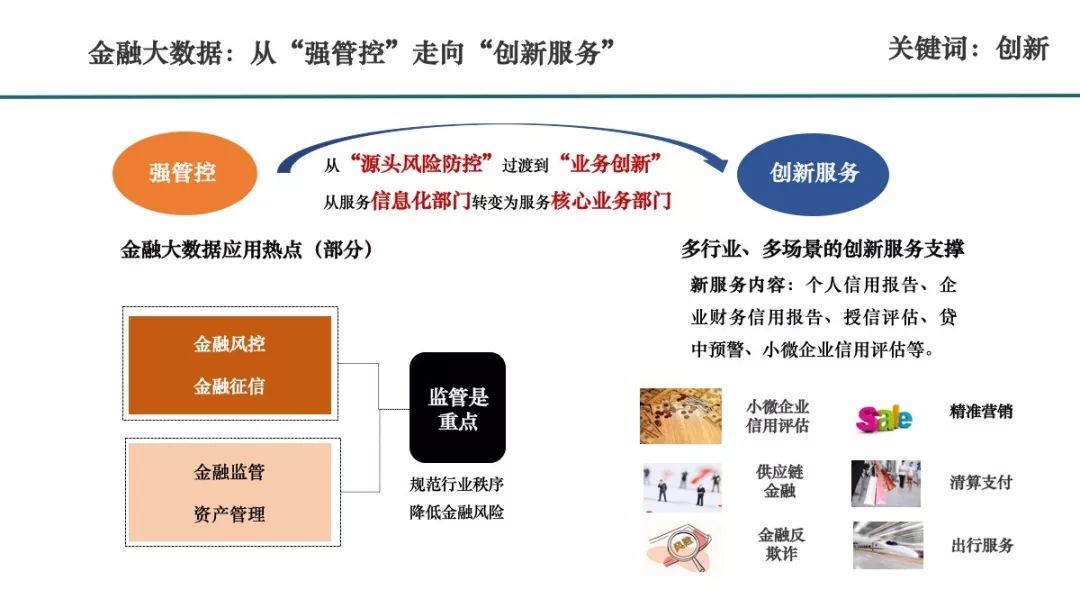 金融大数据：从“强管控”走向“创新服务”
关键词：创新
强管控
从“源头风险防控”过渡到“业务创新”
从服务信息化部门转变为服务核心业务部门
创新服务
金融大数据应用热点（部分）
金融风控
金融征信
金融监管
资产管理
监管是
重点
规范行业秩序
降低金融风险
多行业、多场景的创新服务支撑
新服务内容：个人信用报告、企
业财务信用报告、授信评估、贷
中预警、小微企业信用评估等。
小微企业
信用评估
Sale
精准营销
供应链
金融
清算支付
风控
金融反
欺诈
出行服务